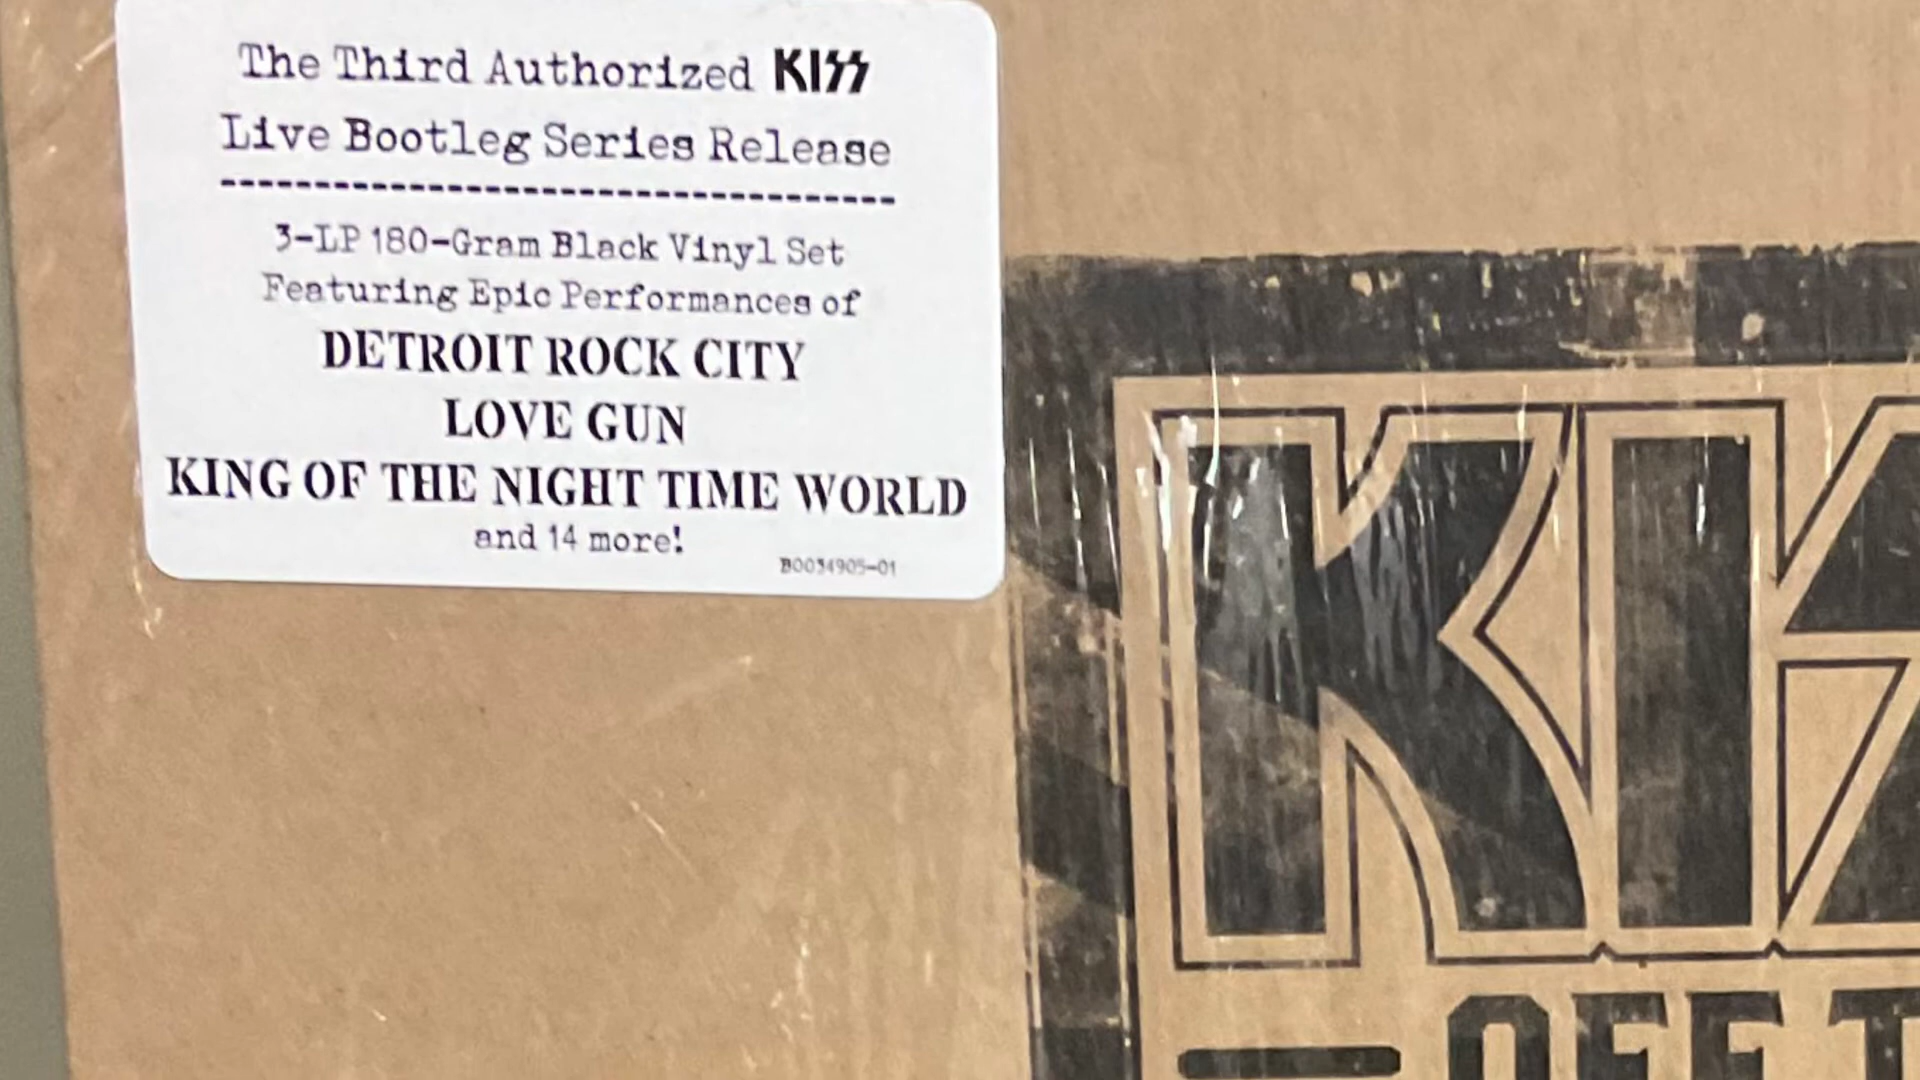 The Third Authorized KISS
Live Bootleg Series Release
3-LP 180-Gram Black Vinyl Set
Featuring Epic Performances of
DETROIT ROCK CITY
LOVE GUN
KING OF THE NIGHT TIME WORLD
and 14 more!
B0034905-01
KIS
OFF T